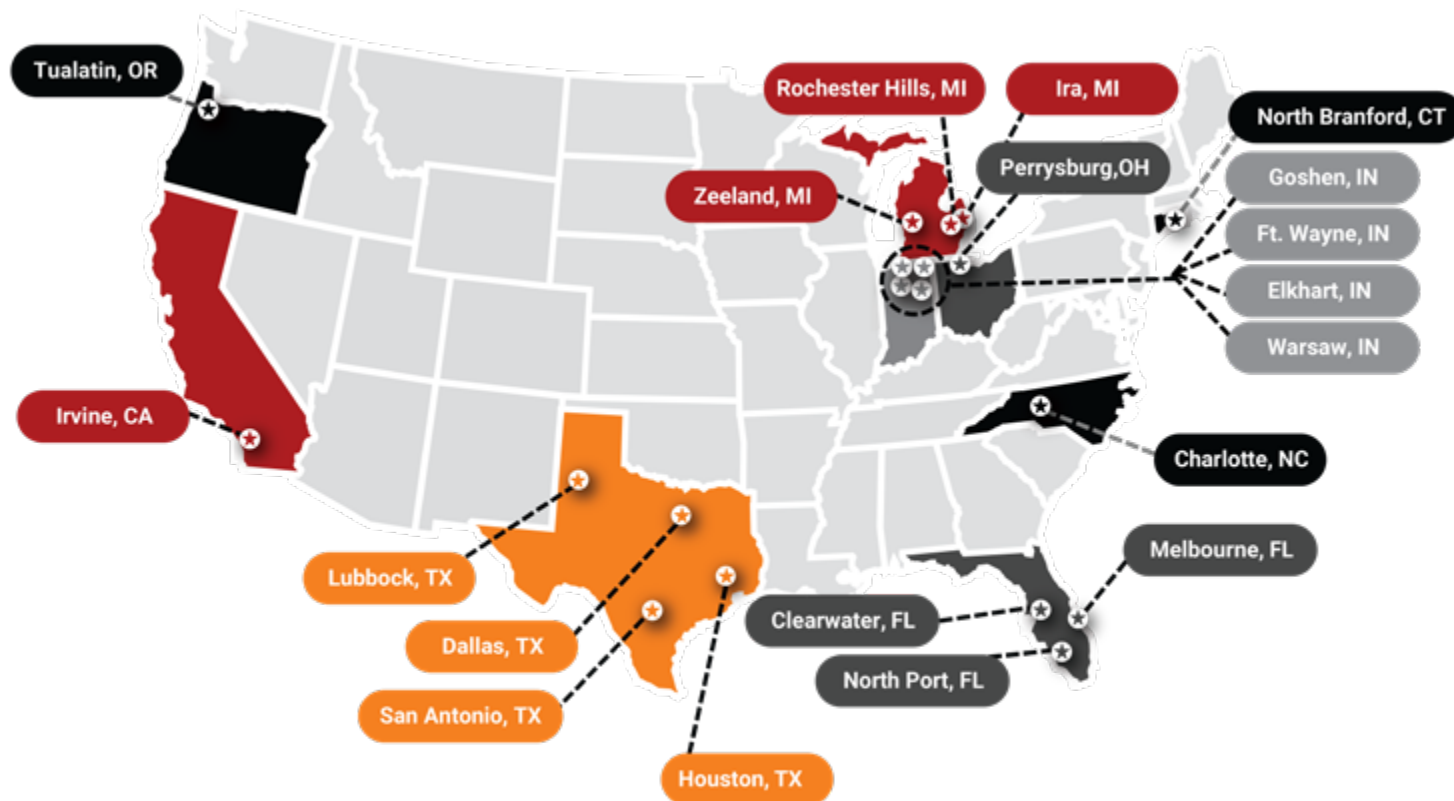 Tualatin, OR
Rochester Hills, MI
Ira, MI
North Branford, CT
Perrysburg,OH
Goshen, IN
Zeeland, MI
Ft. Wayne, IN
Elkhart, IN
Warsaw, IN
Irvine, CA
Charlotte, NC
Melbourne, FL
Lubbock, TX
Clearwater, FL
Dallas, TX
North Port, FL
San Antonio, TX
Houston, TX